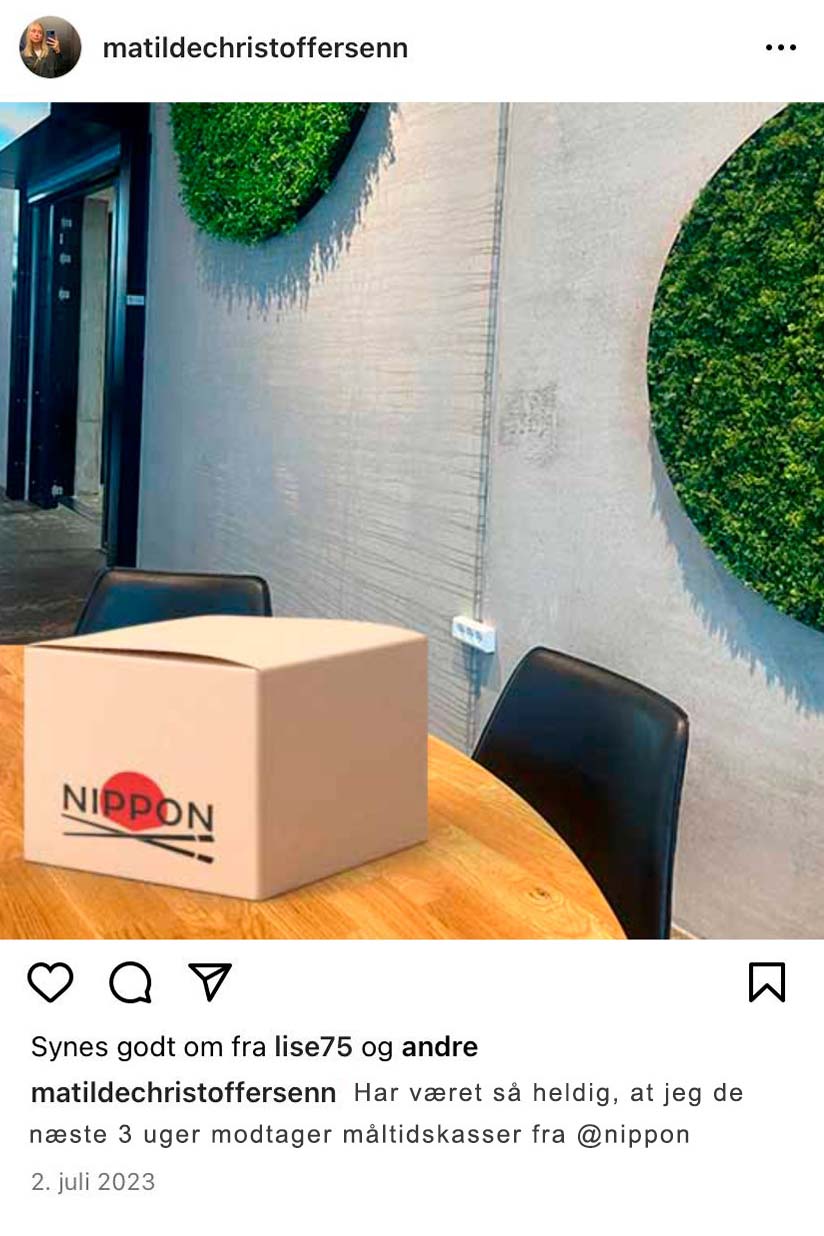 matildechristoffersenn
NIPPON
Synes godt om fra lise75 og andre
matildechristoffersenn Har været så heldig, at jeg de
næste 3 uger modtager måltidskasser fra @nippon
2. juli 2023